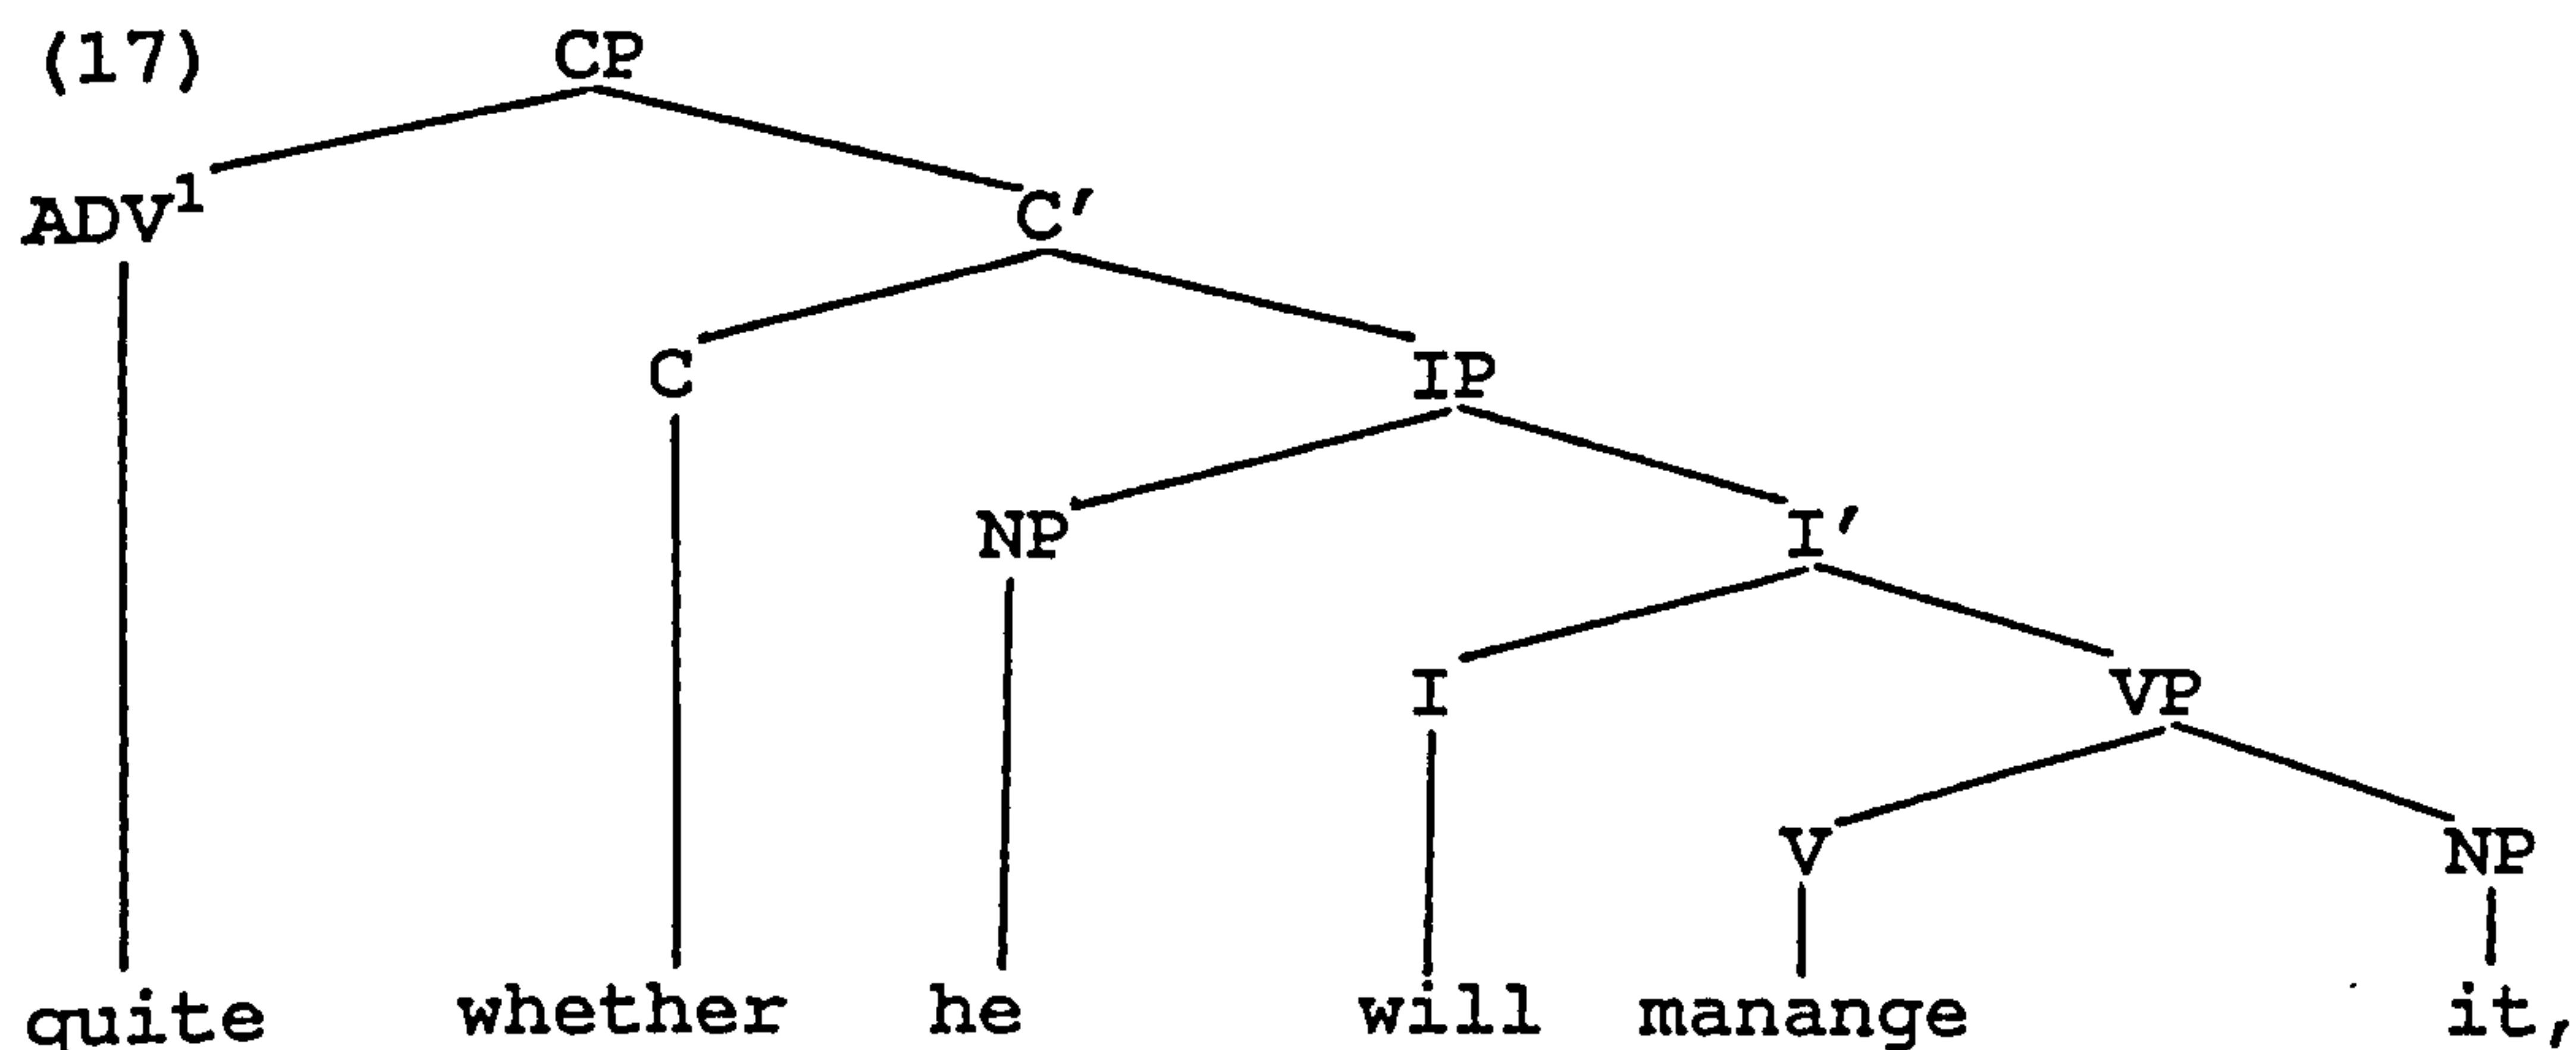 (17) CP
ADV¹ C'
C IP
NP I'
I VP
V NP
quite whether he will manange it,